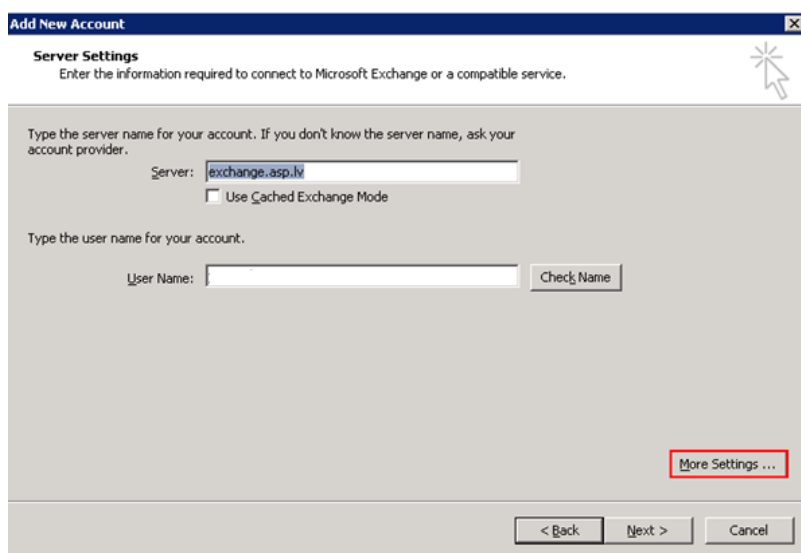 Add New Account
Server Settings
Enter the information required to connect to Microsoft Exchange or a compatible service.
Type the server name for your account. If you don't know the server name, ask your
account provider.
Server: exchange.asp.lv
Use Cached Exchange Mode
Type the user name for your account.
User Name:
Check Name
More Settings ...
< Back
Next >
Cancel